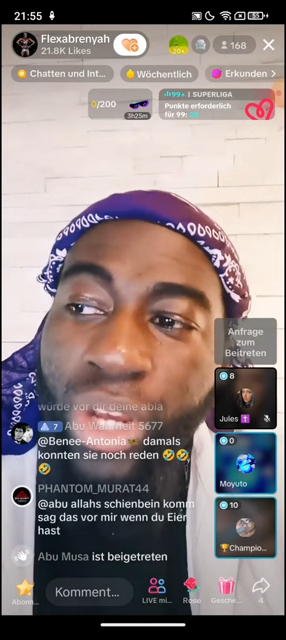 21:55
Flexabrenyah
21.8K Likes
20+
168
Chatten und Int...
Wöchentlich
Erkunden
0/200
3h25m
99+ | SUPERLIGA
Punkte erforderlich
für 99:
Anfrage
zum
Beitreten
8
Jules
0
Moyuto
10
Champio...
würde vor dir deine abla
7 Abu Wahrheit 5677
@Benee-Antonia damals
konnten sie noch reden
PHANTOM_MURAT44
@abu allahs schienbein komm
sag das vor mir wenn du Eier
hast
Abu Musa ist beigetreten
Abonn...
Komment...
LIVE mi...
Rose
Gesche...
4